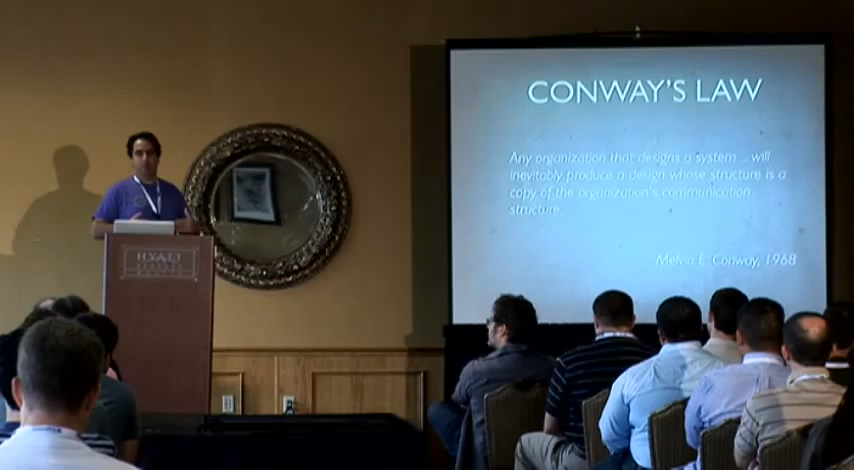 CONWAY'S LAW
Any organization that designs a system .. will
inevitably produce a design whose structure is a
copy of the organization's communication
structure.
Melvin E. Conway, 1968
HYATT